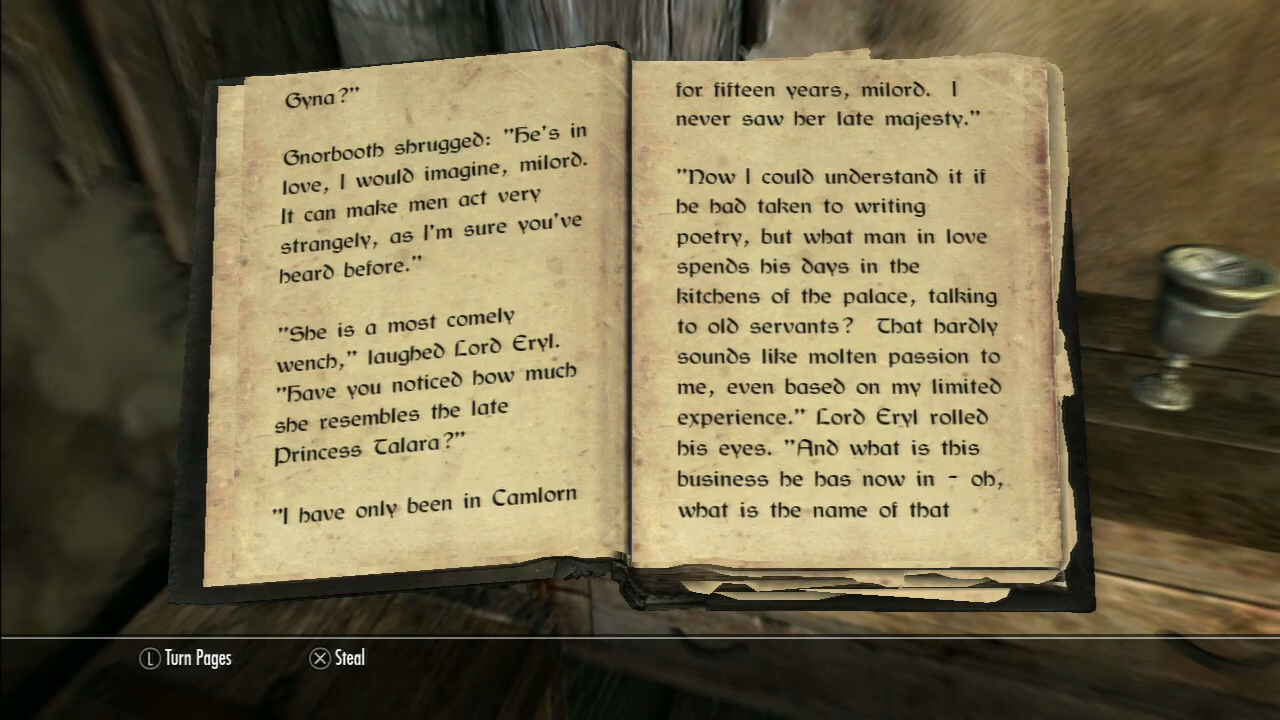 Gyna?"
Gnorbooth shrugged: "He's in
love, I would imagine, milord.
It can make men act very
strangely, as I'm sure you've
heard before."
"She is a most comely
wench," laughed Lord Eryl.
"Have you noticed how much
she resembles the late
Princess Talara?"
"I have only been in Camlorn
for fifteen years, milord.  I
never saw her late majesty."
"Now I could understand it if
he had taken to writing
poetry, but what man in love
spends his days in the
kitchens of the palace, talking
to old servants?  That hardly
sounds like molten passion to
me, even based on my limited
experience." Lord Eryl rolled
his eyes. "And what is this
business he has now in - oh,
what is the name of that
L Turn Pages
X Steal